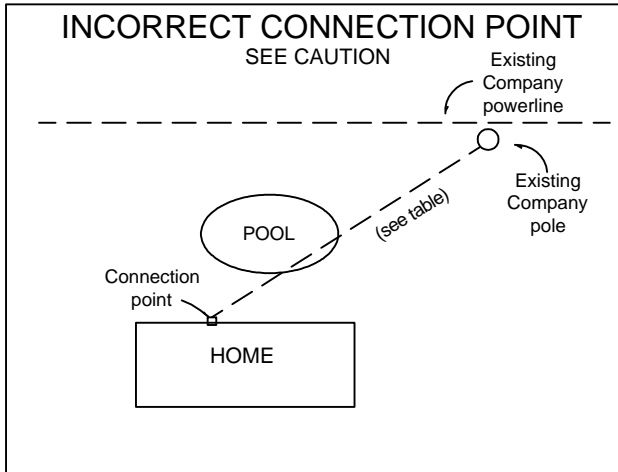 INCORRECT CONNECTION POINT
SEE CAUTION
Existing
Company
powerline
Existing
Company
pole
(see table)
POOL
Connection
point
HOME